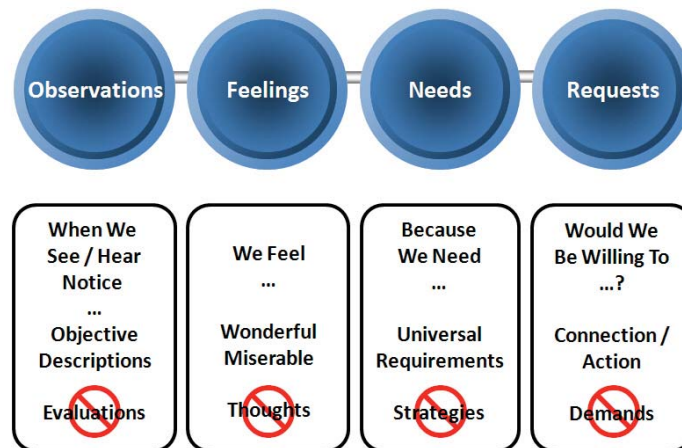 Observations
Feelings
Needs
Requests
When We
See / Hear
Notice
...
Objective
Descriptions
Evaluations
We Feel
...
Wonderful
Miserable
Thoughts
Because
We Need
...
Universal
Requirements
Strategies
Would We
Be Willing To
...?
Connection /
Action
Demands